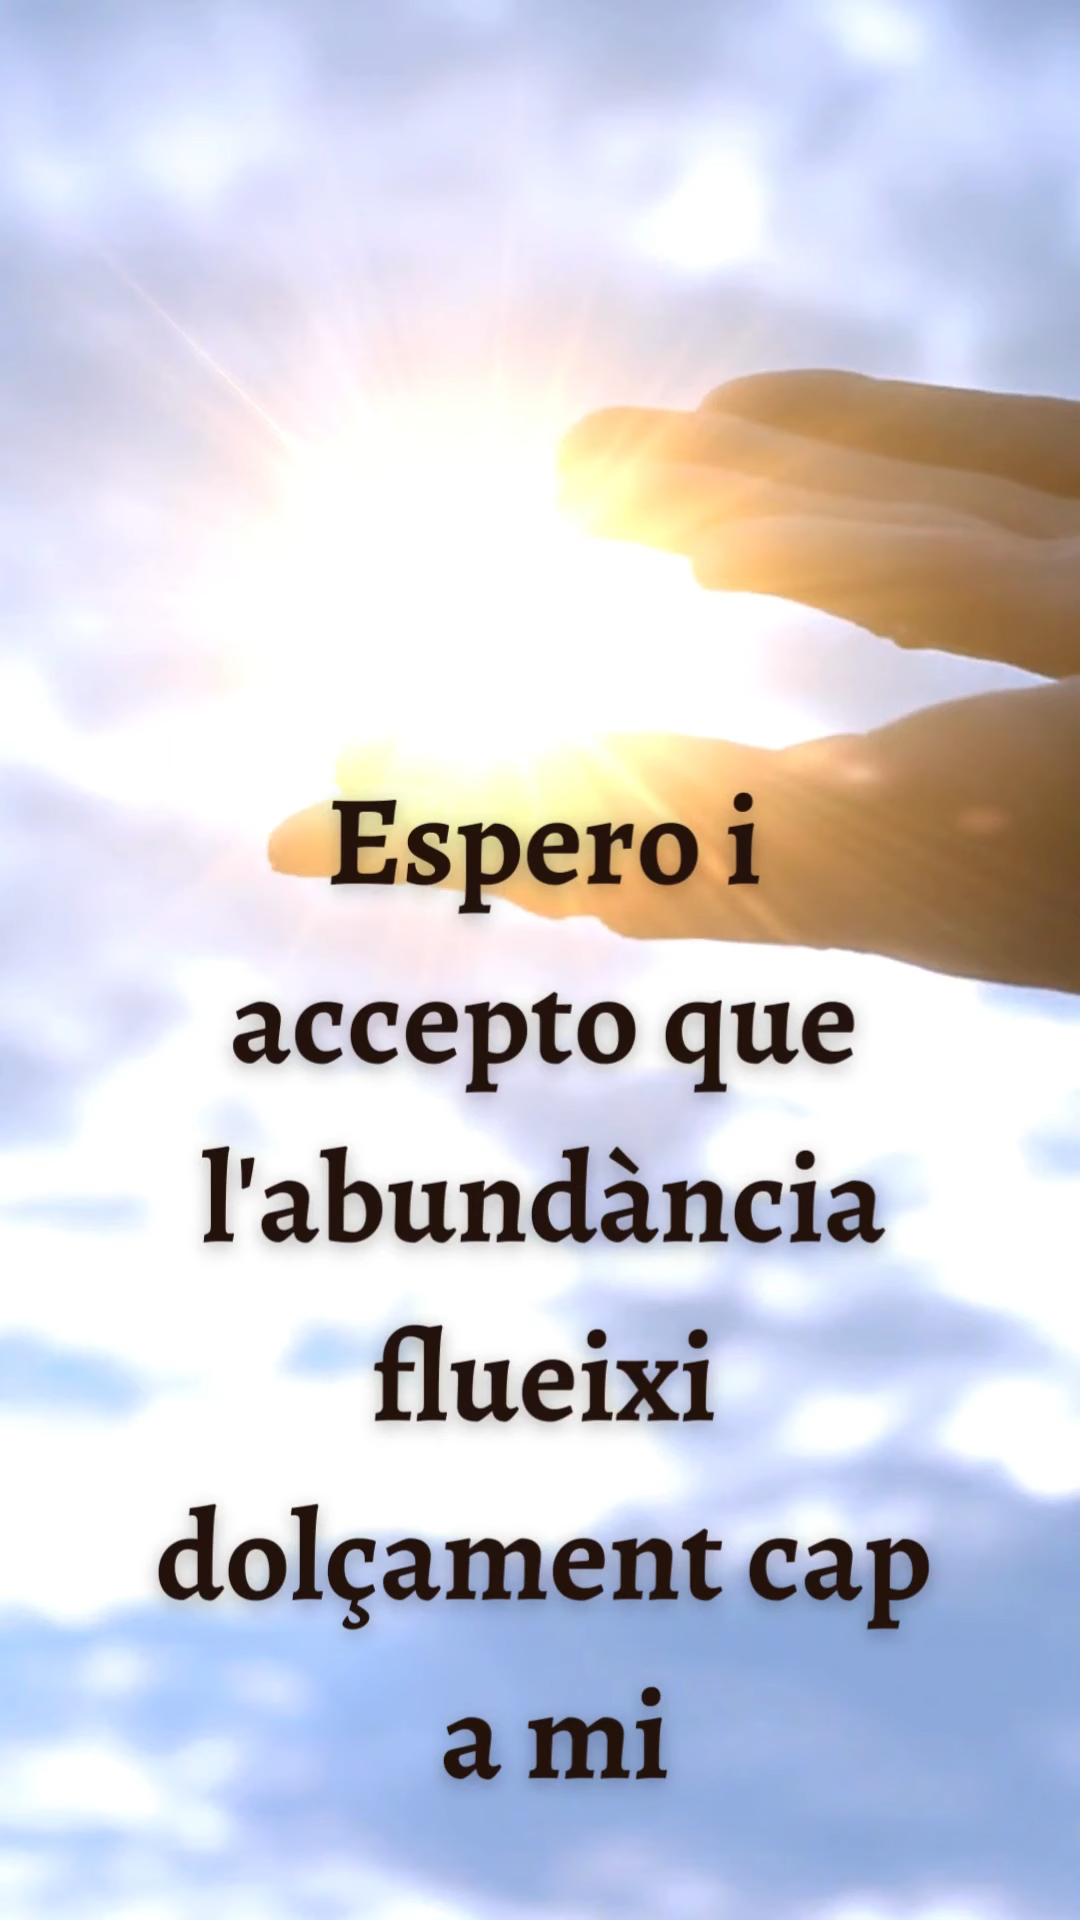 Espero i
accepto que
l'abundància
flueixi
dolçament cap
a mi